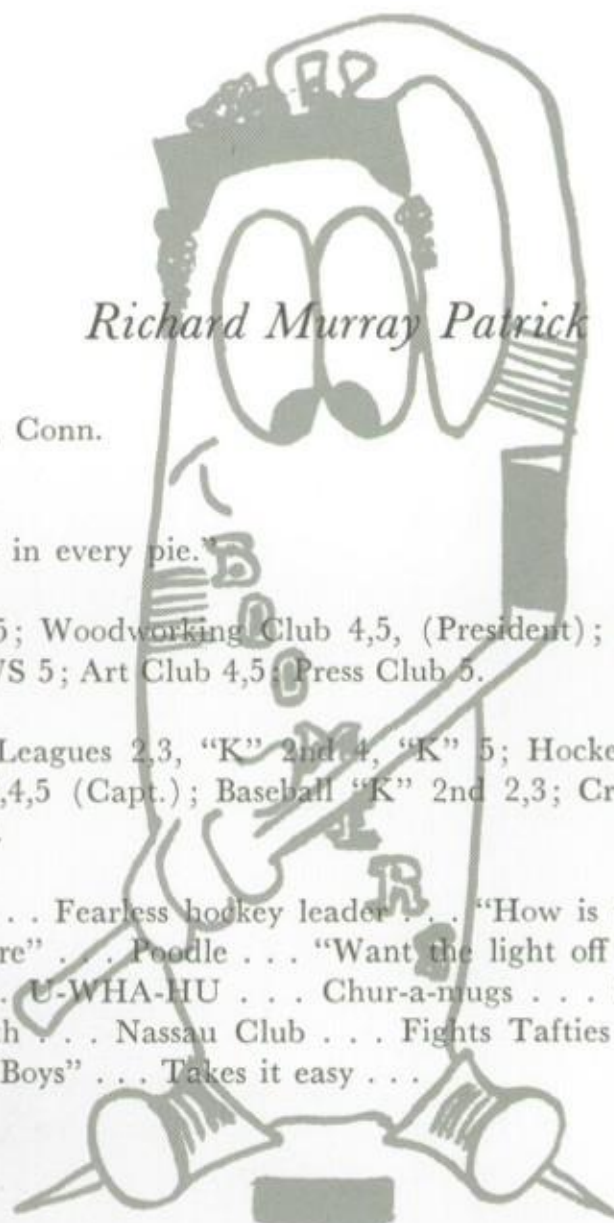 Richard Murray Patrick
Conn.
in every pie.”
5; Woodworking Club 4,5, (President);
WS 5; Art Club 4,5; Press Club 5.
Leagues 2,3, “K” 2nd 4, “K” 5; Hocke
,4,5 (Capt.); Baseball “K” 2nd 2,3; Cr
. . Fearless hockey leader . . . “How is
re” . . . Poodle . . . “Want the light off
. U-WHA-HU . . . Chur-a-mugs . . .
h . . . Nassau Club . . . Fights Tafties
Boys” . . . Takes it easy . . .
BOOMER